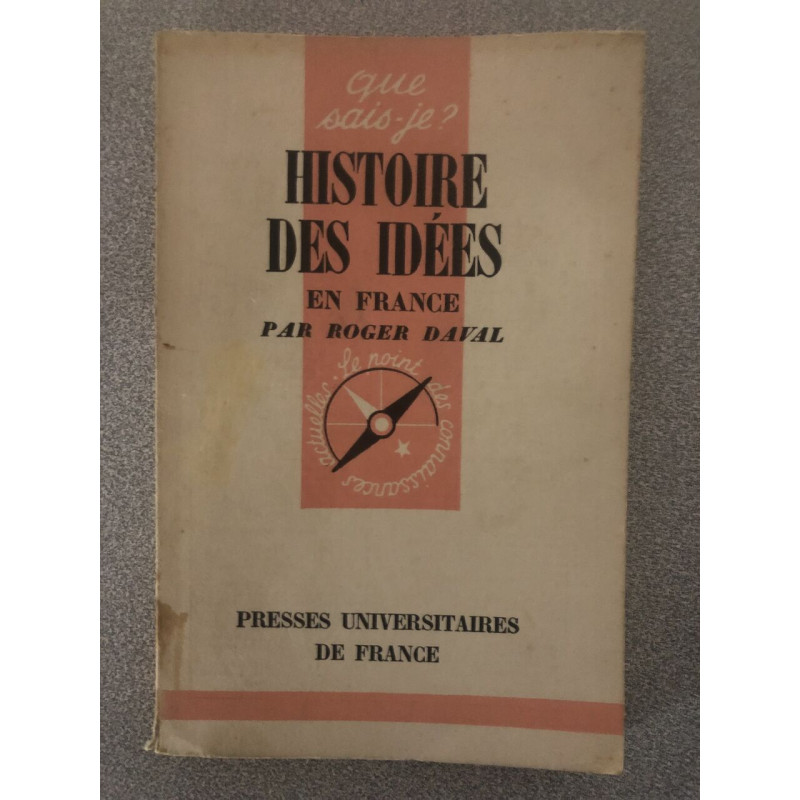 que
sais-je?
HISTOIRE
DES IDÉES
EN FRANCE
PAR ROGER DAVAL
Le point des connaissances actuelles
PRESSES UNIVERSITAIRES
DE FRANCE